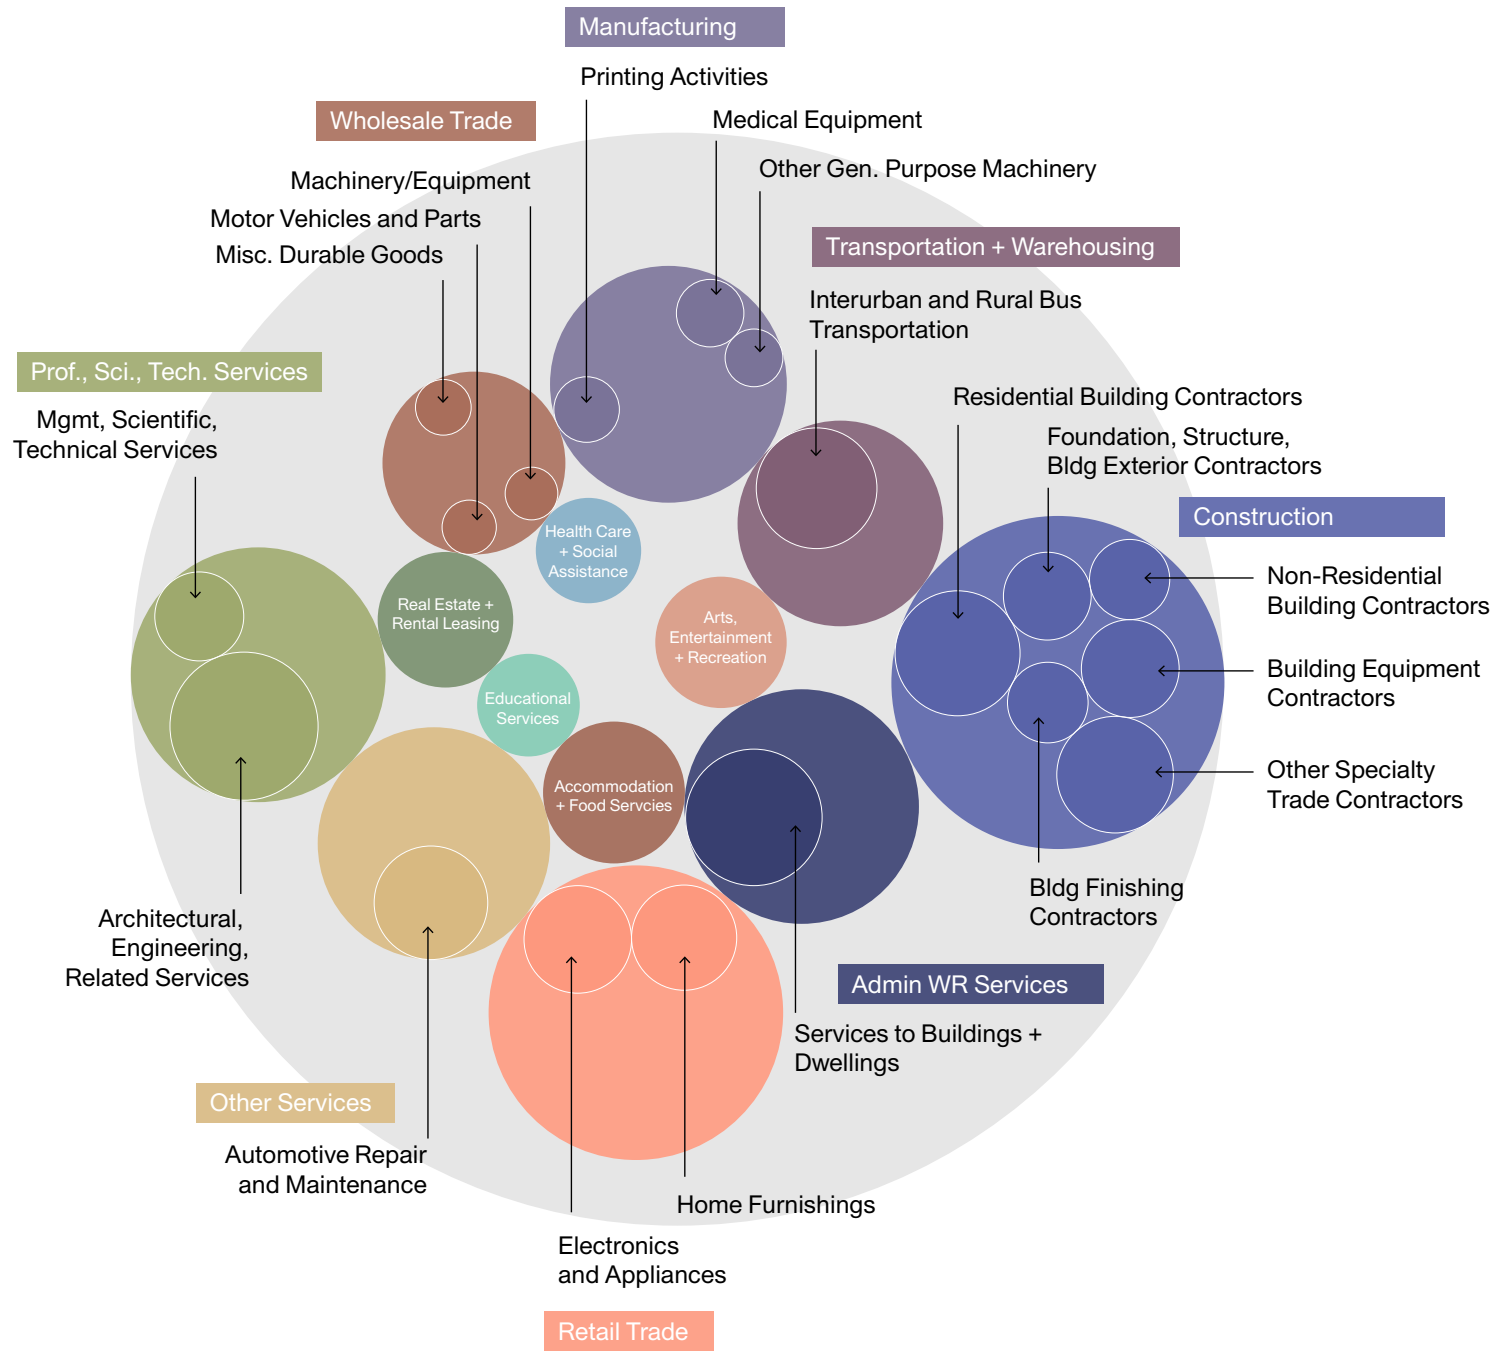 Manufacturing
Printing Activities
Medical Equipment
Other Gen. Purpose Machinery
Wholesale Trade
Machinery/Equipment
Motor Vehicles and Parts
Misc. Durable Goods
Transportation + Warehousing
Interurban and Rural Bus
Transportation
Prof., Sci., Tech. Services
Mgmt, Scientific,
Technical Services
Residential Building Contractors
Foundation, Structure,
Bldg Exterior Contractors
Construction
Non-Residential
Building Contractors
Building Equipment
Contractors
Other Specialty
Trade Contractors
Bldg Finishing
Contractors
Health Care
+ Social
Assistance
Real Estate +
Rental Leasing
Arts,
Entertainment
+ Recreation
Educational
Services
Accommodation
+ Food Servcies
Architectural,
Engineering,
Related Services
Admin WR Services
Services to Buildings +
Dwellings
Other Services
Automotive Repair
and Maintenance
Home Furnishings
Electronics
and Appliances
Retail Trade